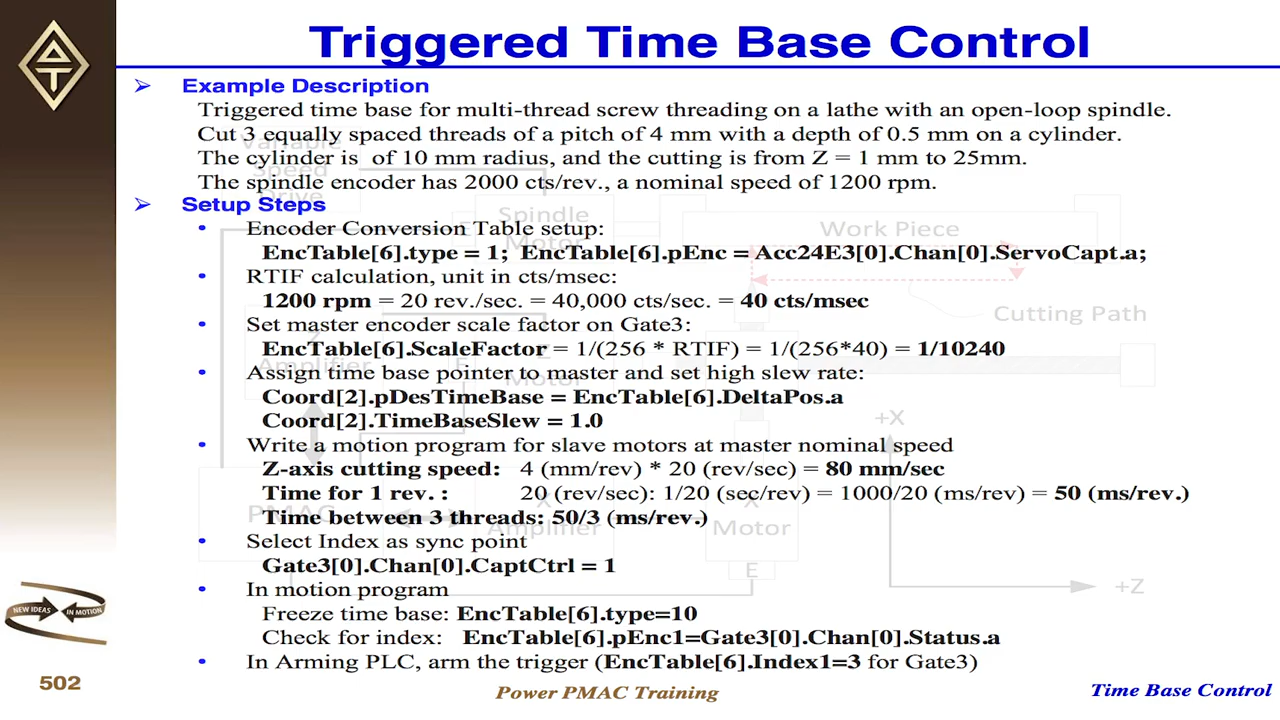 Triggered Time Base Control
➢ Example Description
Triggered time base for multi-thread screw threading on a lathe with an open-loop spindle.
Cut 3 equally spaced threads of a pitch of 4 mm with a depth of 0.5 mm on a cylinder.
The cylinder is of 10 mm radius, and the cutting is from Z = 1 mm to 25mm.
The spindle encoder has 2000 cts/rev., a nominal speed of 1200 rpm.
➢ Setup Steps
• Encoder Conversion Table setup:
EncTable[6].type = 1; EncTable[6].pEnc = Acc24E3[0].Chan[0].ServoCapt.a;
• RTIF calculation, unit in cts/msec:
1200 rpm = 20 rev./sec. = 40,000 cts/sec. = 40 cts/msec
• Set master encoder scale factor on Gate3:
EncTable[6].ScaleFactor = 1/(256 * RTIF) = 1/(256*40) = 1/10240
• Assign time base pointer to master and set high slew rate:
Coord[2].pDesTimeBase = EncTable[6].DeltaPos.a
Coord[2].TimeBaseSlew = 1.0
• Write a motion program for slave motors at master nominal speed
Z-axis cutting speed: 4 (mm/rev) * 20 (rev/sec) = 80 mm/sec
Time for 1 rev. : 20 (rev/sec): 1/20 (sec/rev) = 1000/20 (ms/rev) = 50 (ms/rev.)
Time between 3 threads: 50/3 (ms/rev.)
• Select Index as sync point
Gate3[0].Chan[0].CaptCtrl = 1
• In motion program
Freeze time base: EncTable[6].type=10
Check for index: EncTable[6].pEnc1=Gate3[0].Chan[0].Status.a
• In Arming PLC, arm the trigger (EncTable[6].Index1=3 for Gate3)
Variable
Speed
Drive
E
Spindle
Motor
Work Piece
Cutting Path
Z
Amplifier
E
Z
Motor
PMAC
X
Amplifier
X
Motor
E
+X
+Z
NEW IDEAS
IN MOTION
502
Power PMAC Training
Time Base Control